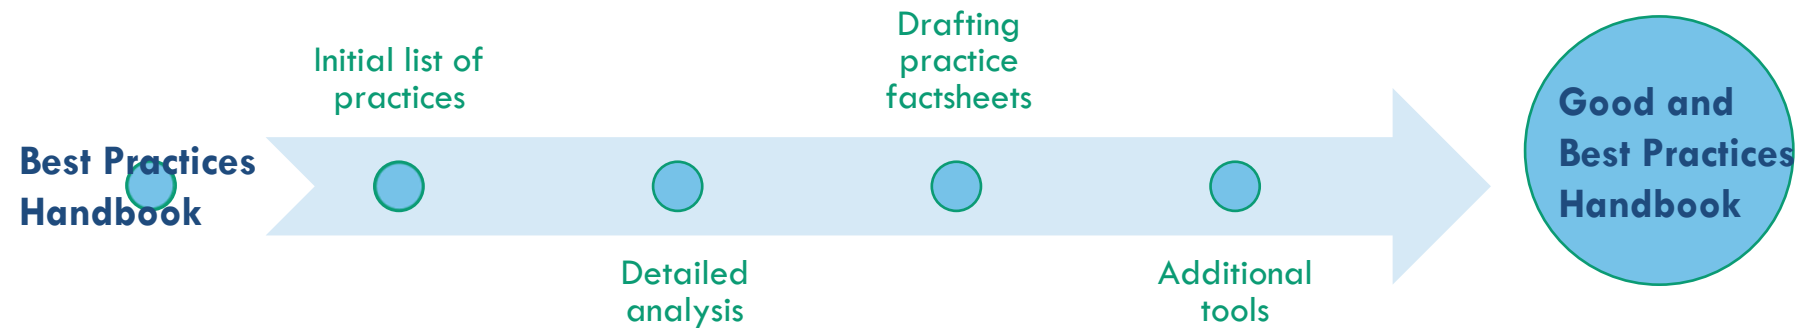 Best Practices
Handbook
Initial list of
practices
Detailed
analysis
Drafting
practice
factsheets
Additional
tools
Good and
Best Practices
Handbook